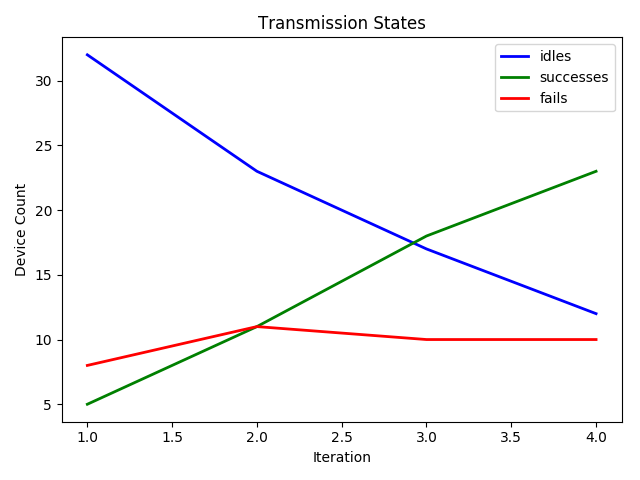 Transmission States
idles
successes
fails
Device Count
30
25
20
15
10
5
1.0 1.5 2.0 2.5 3.0 3.5 4.0
Iteration